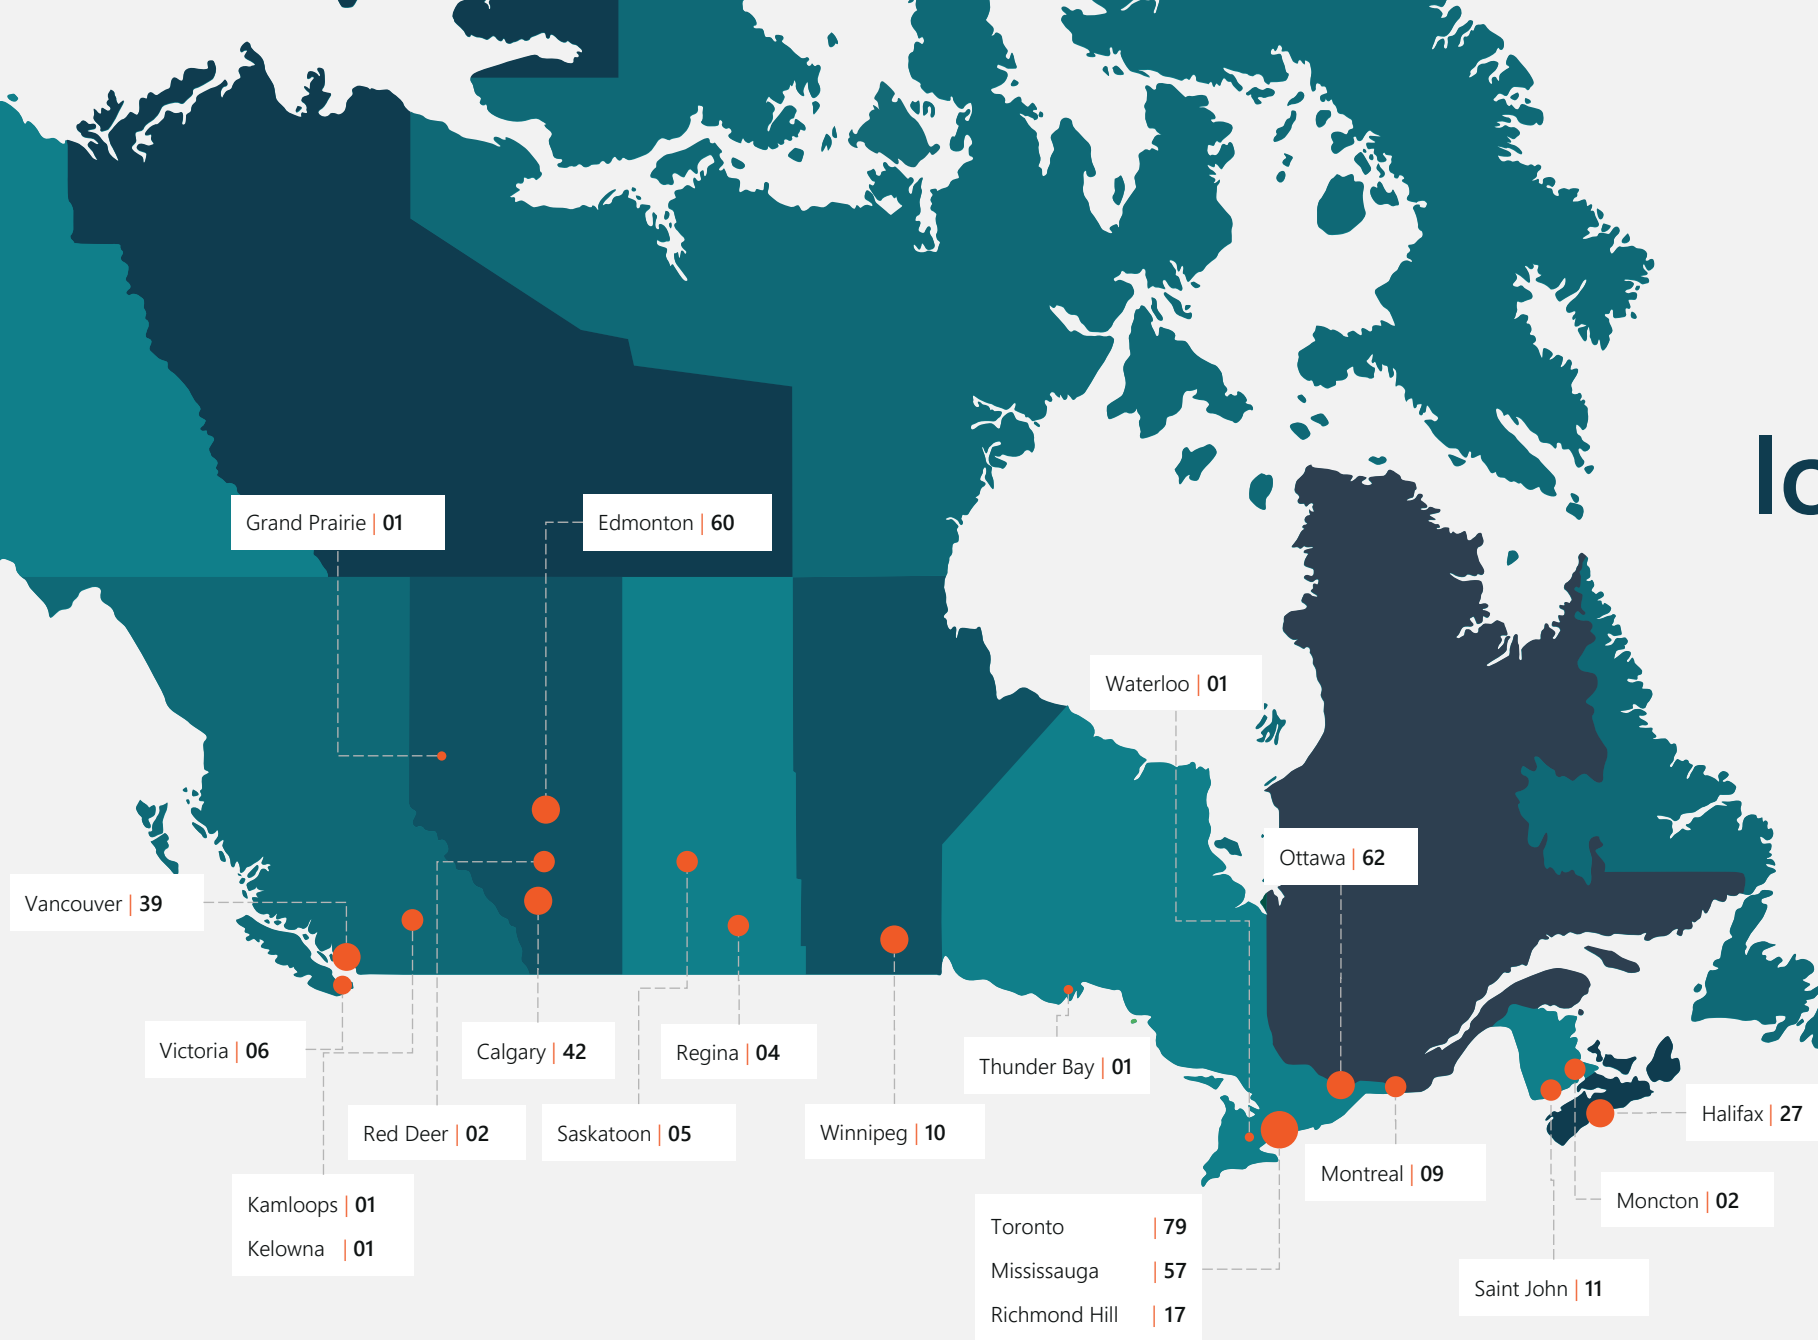 Grand Prairie | 01
Edmonton | 60
Waterloo | 01
Ottawa | 62
Vancouver | 39
Victoria | 06
Calgary | 42
Regina | 04
Thunder Bay | 01
Halifax | 27
Red Deer | 02
Saskatoon | 05
Winnipeg | 10
Montreal | 09
Moncton | 02
Kamloops | 01
Kelowna | 01
Toronto | 79
Mississauga | 57
Richmond Hill | 17
Saint John | 11